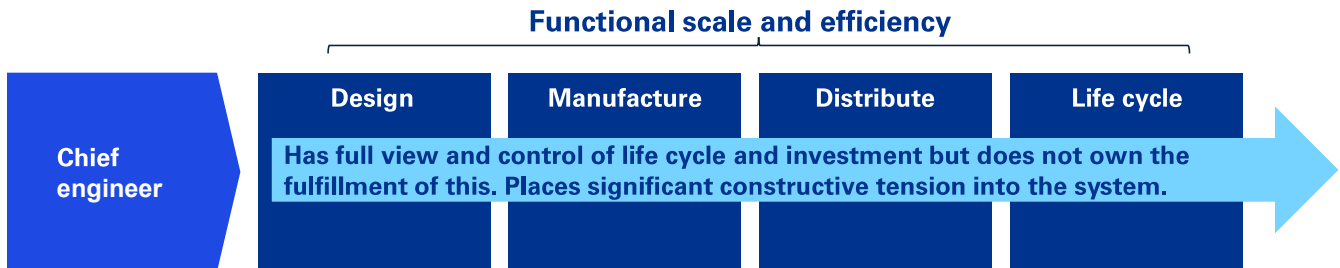 Functional scale and efficiency
Design
Manufacture
Distribute
Life cycle
Chief
engineer
Has full view and control of life cycle and investment but does not own the
fulfillment of this. Places significant constructive tension into the system.